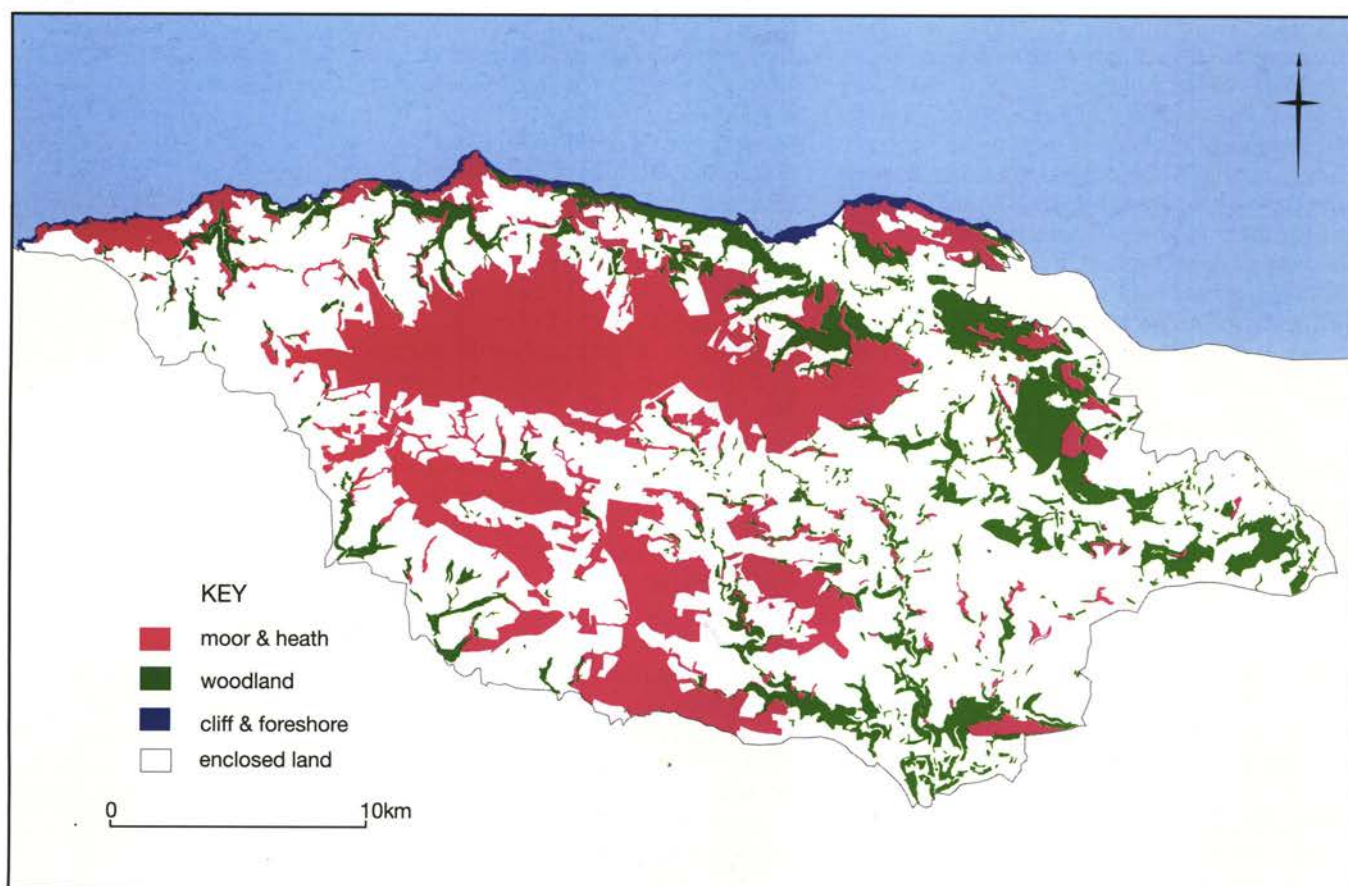 KEY
moor & heath
woodland
cliff & foreshore
enclosed land
0 10km